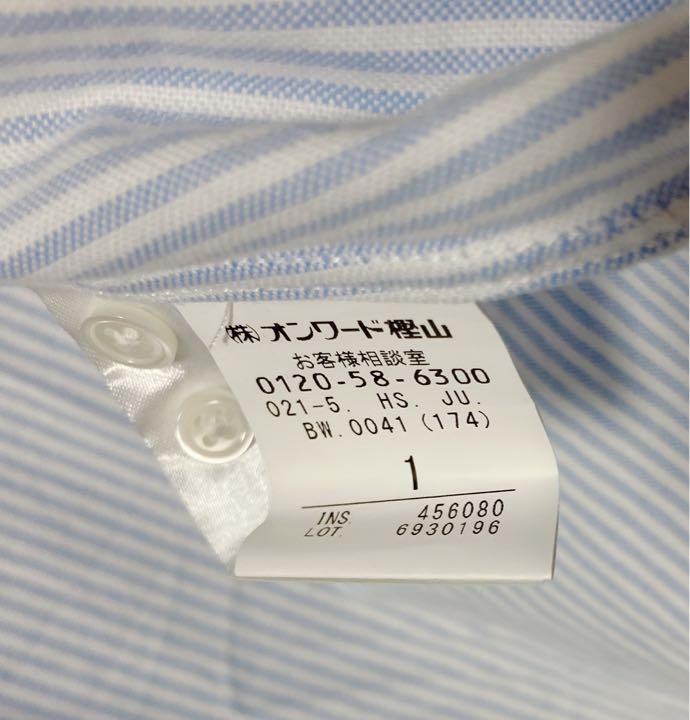 ㈱オンワード樫山
お客様相談室
0120-58-6300
021-5. HS. JU.
BW.0041 (174)
1
INS. 456080
LOT. 6930196